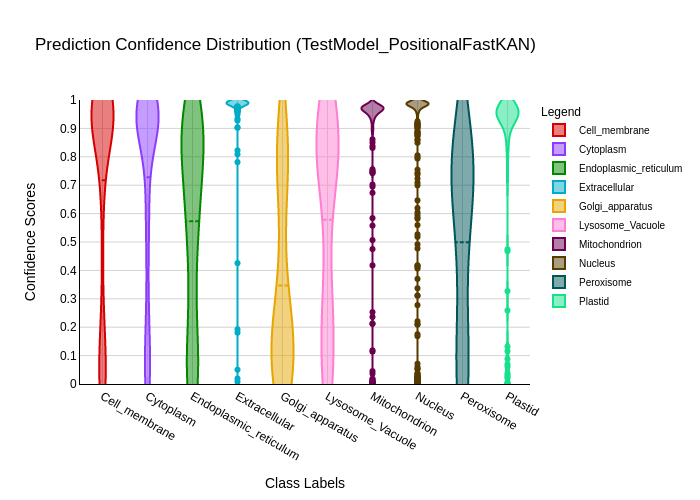 Prediction Confidence Distribution (TestModel_PositionalFastKAN)
Confidence Scores
1
0.9
0.8
0.7
0.6
0.5
0.4
0.3
0.2
0.1
0
Cell_membrane
Cytoplasm
Endoplasmic_reticulum
Extracellular
Golgi_apparatus
Lysosome_Vacuole
Mitochondrion
Nucleus
Peroxisome
Plastid
Class Labels
Legend
Cell_membrane
Cytoplasm
Endoplasmic_reticulum
Extracellular
Golgi_apparatus
Lysosome_Vacuole
Mitochondrion
Nucleus
Peroxisome
Plastid